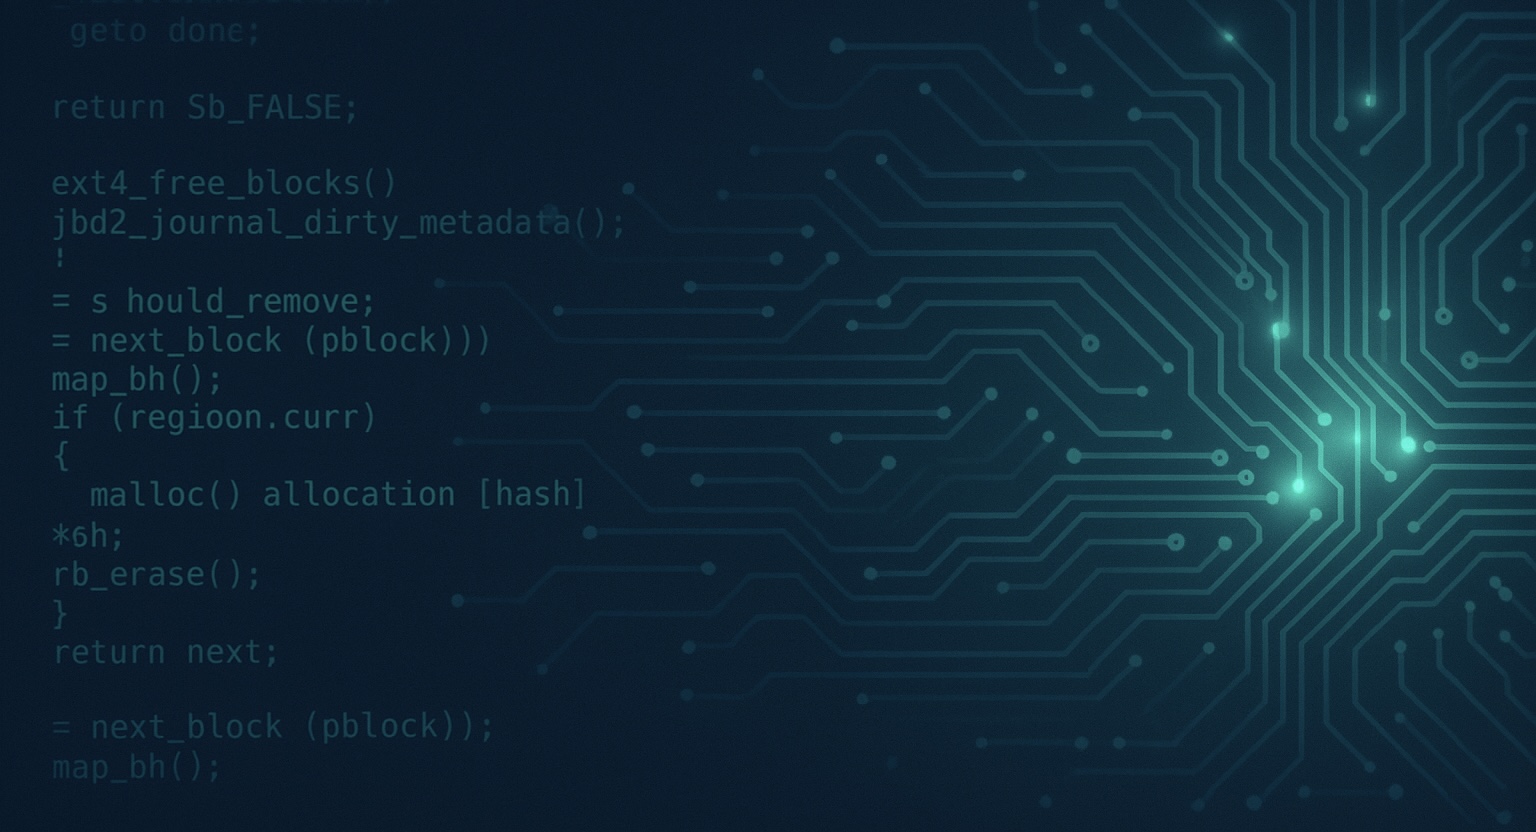 geto done;
return Sb_FALSE;
ext4_free_blocks()
jbd2_journal_dirty_metadata();
!
= s hould_remove;
= next_block (pblock)))
map_bh();
if (regioon.curr)
{
malloc() allocation [hash]
*6h;
rb_erase();
}
return next;
= next_block (pblock));
map_bh();